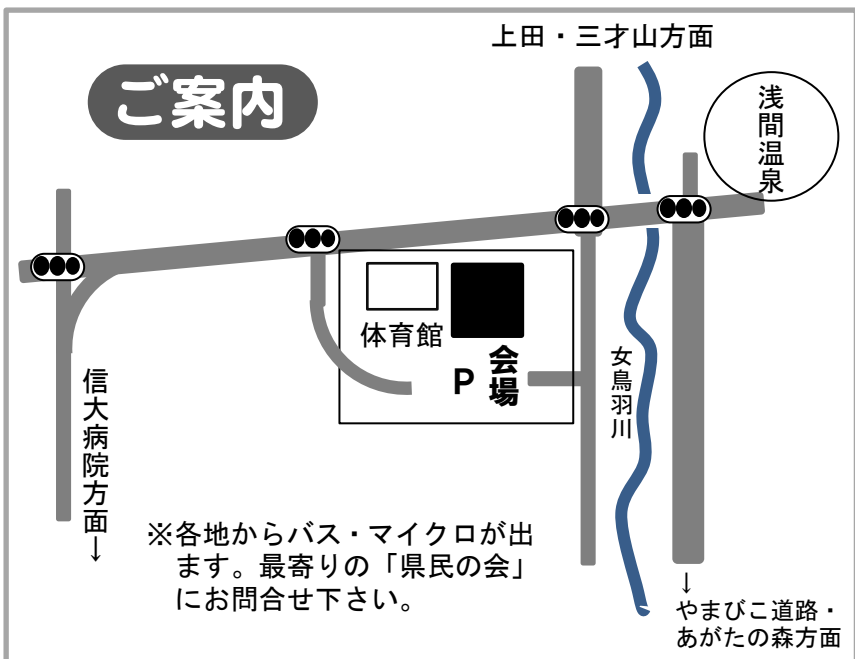 上田・三才山方面
ご案内
浅間温泉
体育館
会場
P
女鳥羽川
信大病院方面↓
※各地からバス・マイクロが出
ます。最寄りの「県民の会」
にお問合せ下さい。
↓
やまびこ道路・
あがたの森方面